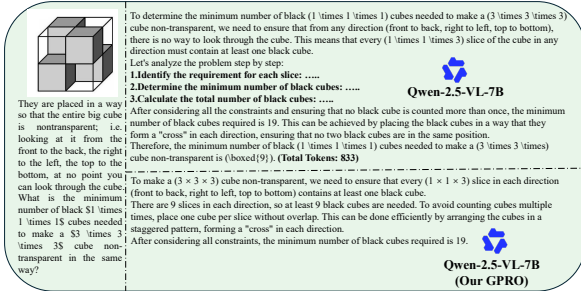 They are placed in a way
so that the entire big cube
is nontransparent; i.e.
looking at it from the
front to the back, the right
to the left, the top to the
bottom, at no point you
can look through the cube.
What is the minimum
number of black $1 \times
1 \times 1$ cubes needed
to make a $3 \times 3
\times 3$ cube non-
transparent in the same
way?
To determine the minimum number of black (1 \times 1 \times 1) cubes needed to make a (3 \times 3 \times 3)
cube non-transparent, we need to ensure that from any direction (front to back, right to left, top to bottom),
there is no way to look through the cube. This means that every (1 \times 1 \times 3) slice of the cube in any
direction must contain at least one black cube.
Let's analyze the problem step by step:
1.Identify the requirement for each slice: .....
2.Determine the minimum number of black cubes: .....
3.Calculate the total number of black cubes: .....
Qwen-2.5-VL-7B
After considering all the constraints and ensuring that no black cube is counted more than once, the minimum
number of black cubes required is 19. This can be achieved by placing the black cubes in a way that they
form a "cross" in each direction, ensuring that no two black cubes are in the same position.
Therefore, the minimum number of black (1 \times 1 \times 1) cubes needed to make a (3 \times 3 \times 3)
cube non-transparent is (\boxed{9}). (Total Tokens: 833)
To make a (3 × 3 × 3) cube non-transparent, we need to ensure that every (1 × 1 × 3) slice in each direction
(front to back, right to left, top to bottom) contains at least one black cube.
There are 9 slices in each direction, so at least 9 black cubes are needed. To avoid counting cubes multiple
times, place one cube per slice without overlap. This can be done efficiently by arranging the cubes in a
staggered pattern, forming a "cross" in each direction.
After considering all constraints, the minimum number of black cubes required is 19.
Qwen-2.5-VL-7B
(Our GPRO)